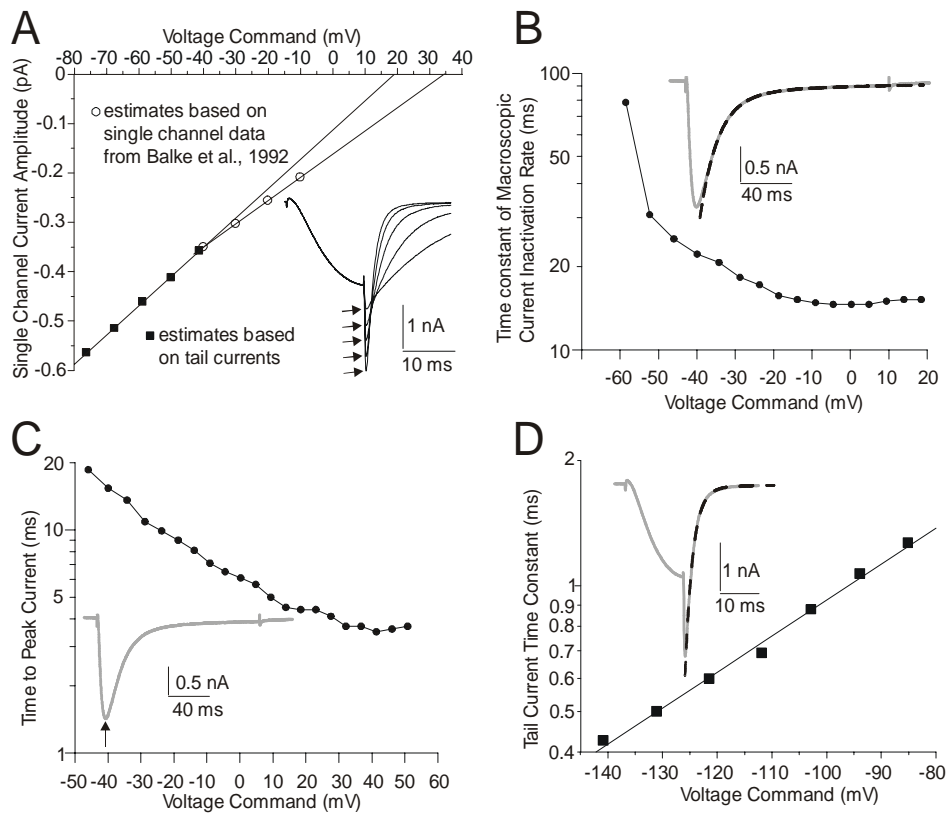 A
Voltage Command (mV)
-80 -70 -60 -50 -40 -30 -20 -10 0 10 20 30 40
Single Channel Current Amplitude (pA)
0
-0.1
-0.2
-0.3
-0.4
-0.5
-0.6
estimates based on
single channel data
from Balke et al., 1992
estimates based
on tail currents
1 nA
10 ms
B
Time constant of Macroscopic
Current Inactivation Rate (ms)
100
50
20
10
0.5 nA
40 ms
-60 -50 -40 -30 -20 -10 0 10 20
Voltage Command (mV)
C
Time to Peak Current (ms)
20
10
5
1
0.5 nA
40 ms
-50 -40 -30 -20 -10 0 10 20 30 40 50 60
Voltage Command (mV)
D
Tail Current Time Constant (ms)
2
1
0.9
0.8
0.7
0.6
0.5
0.4
1 nA
10 ms
-140 -130 -120 -110 -100 -90 -80
Voltage Command (mV)